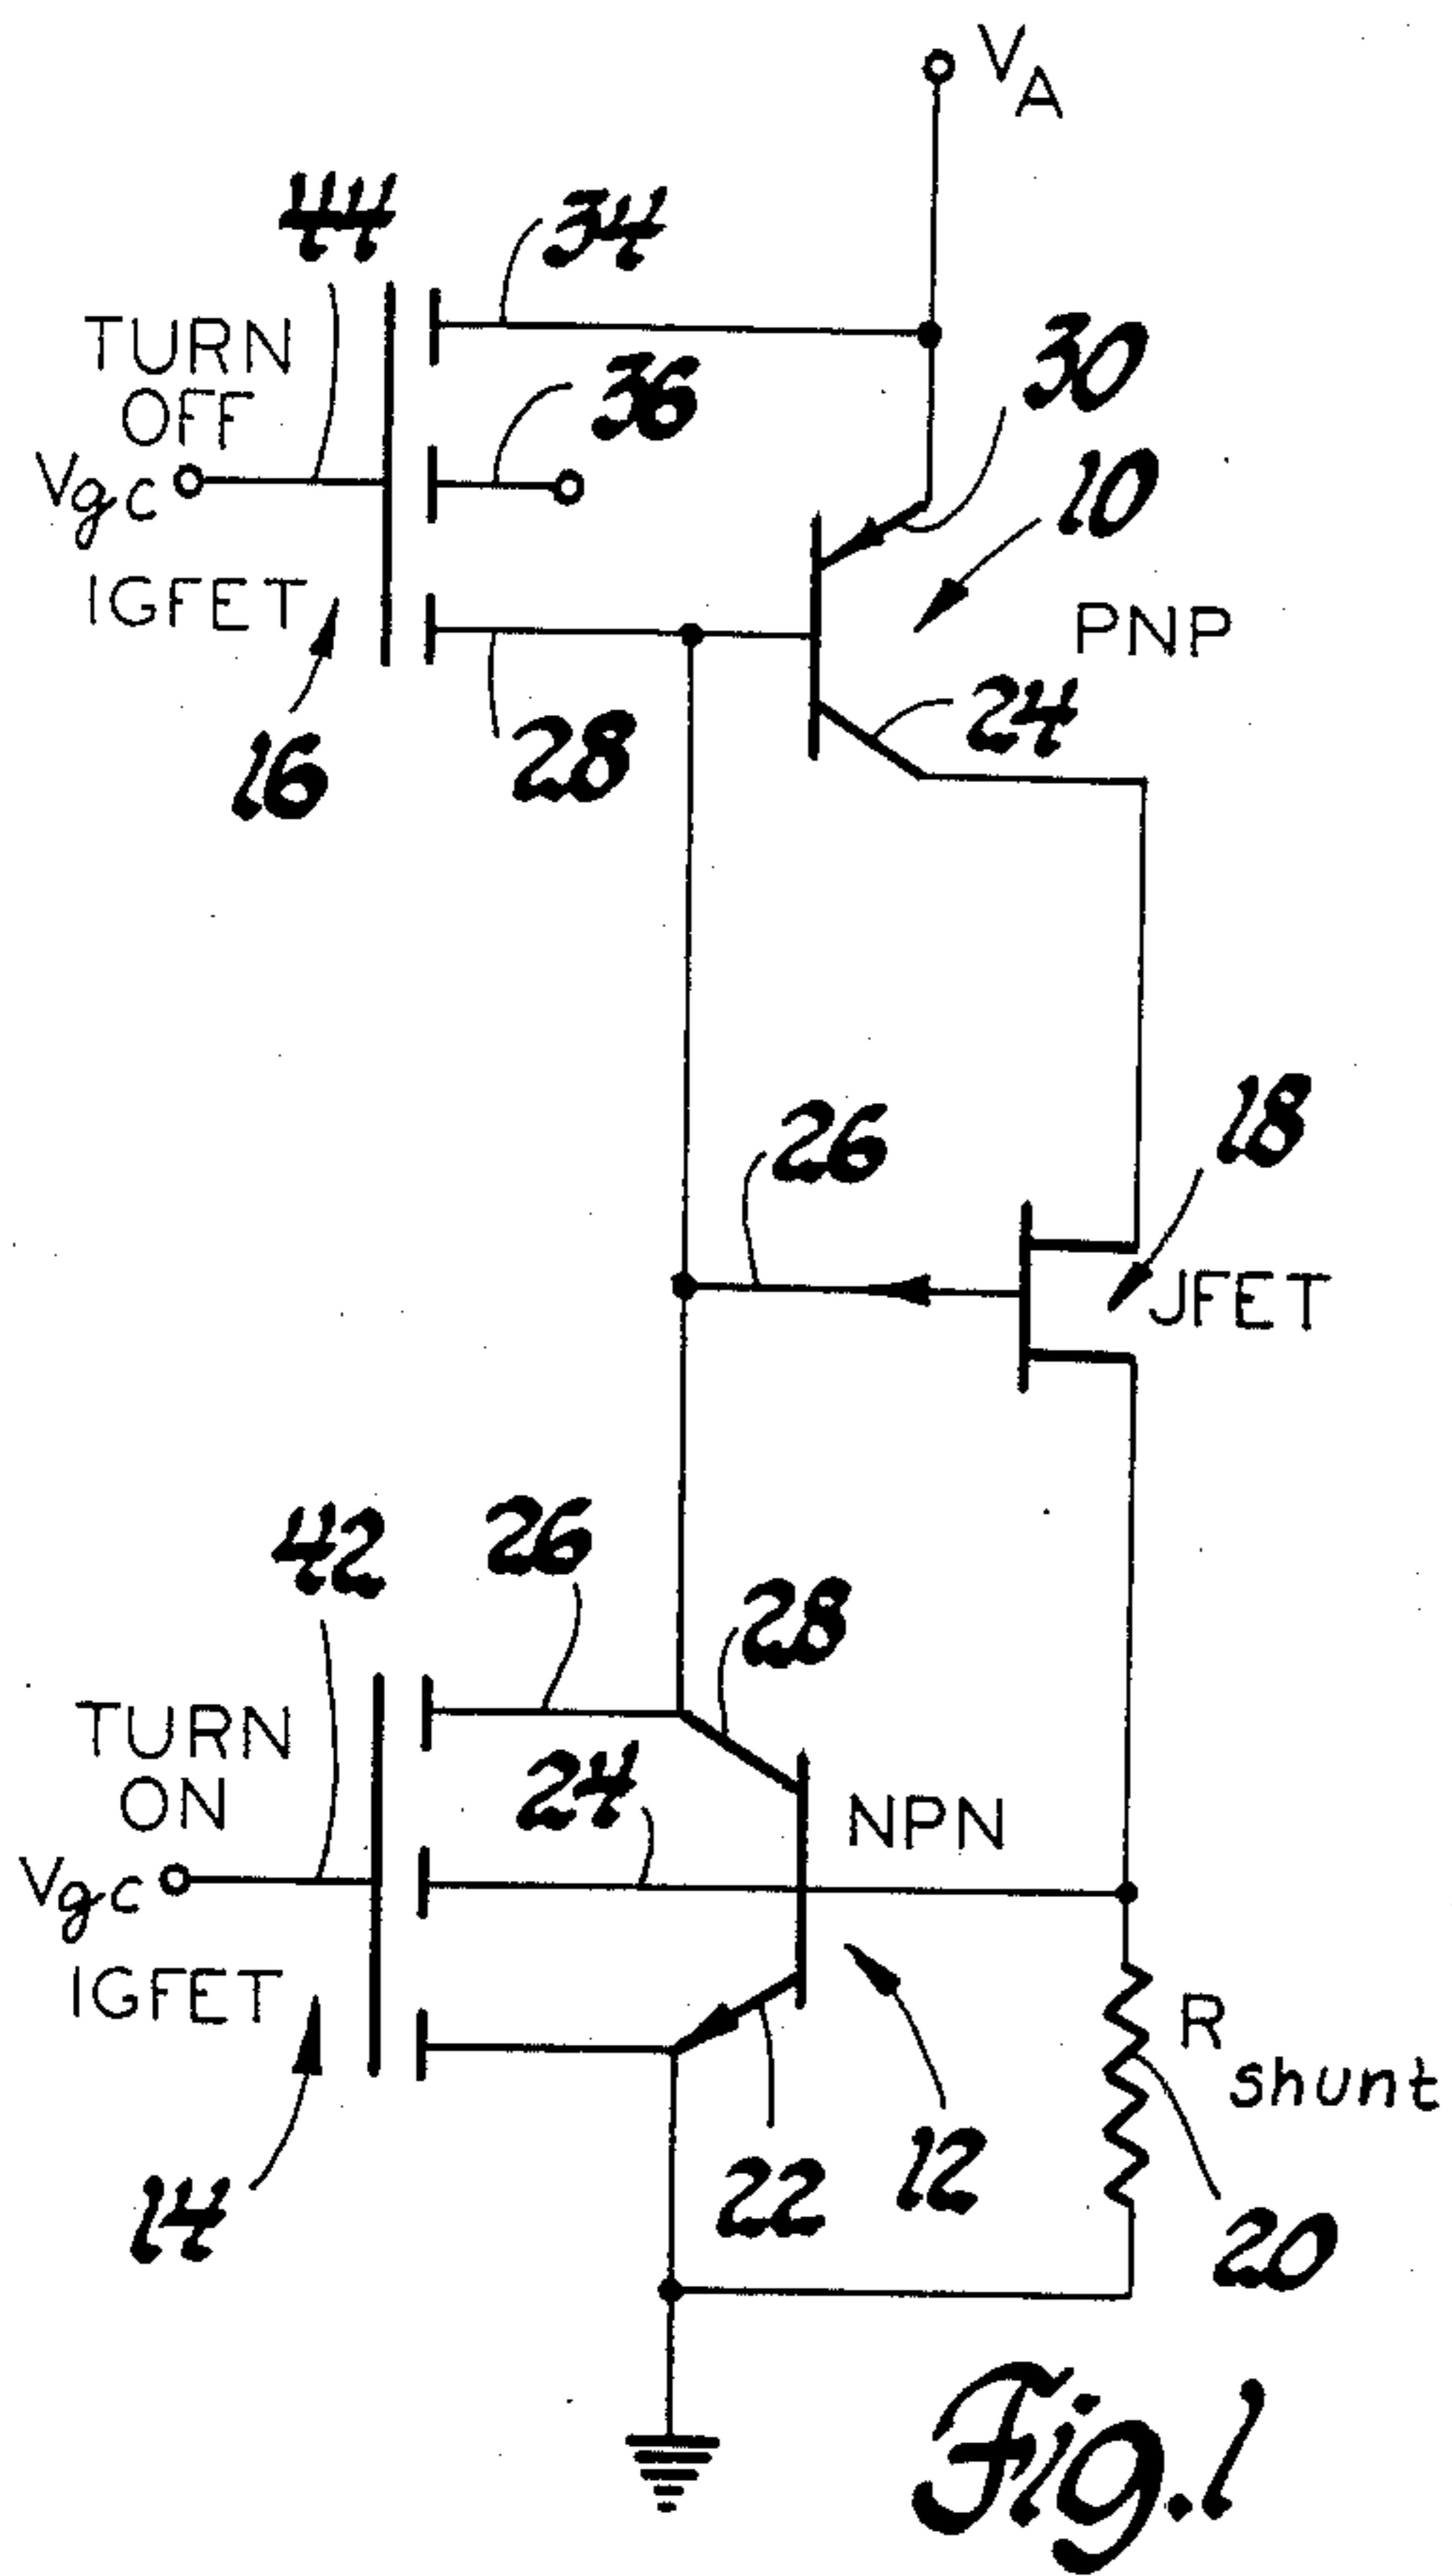 VA
44
34
TURN
OFF
30
36
Vgc
10
IGFET
PNP
24
16
28
18
26
JFET
42
26
28
TURN
ON
24
NPN
Vgc
IGFET
R
shunt
14
22
12
20
Fig.1